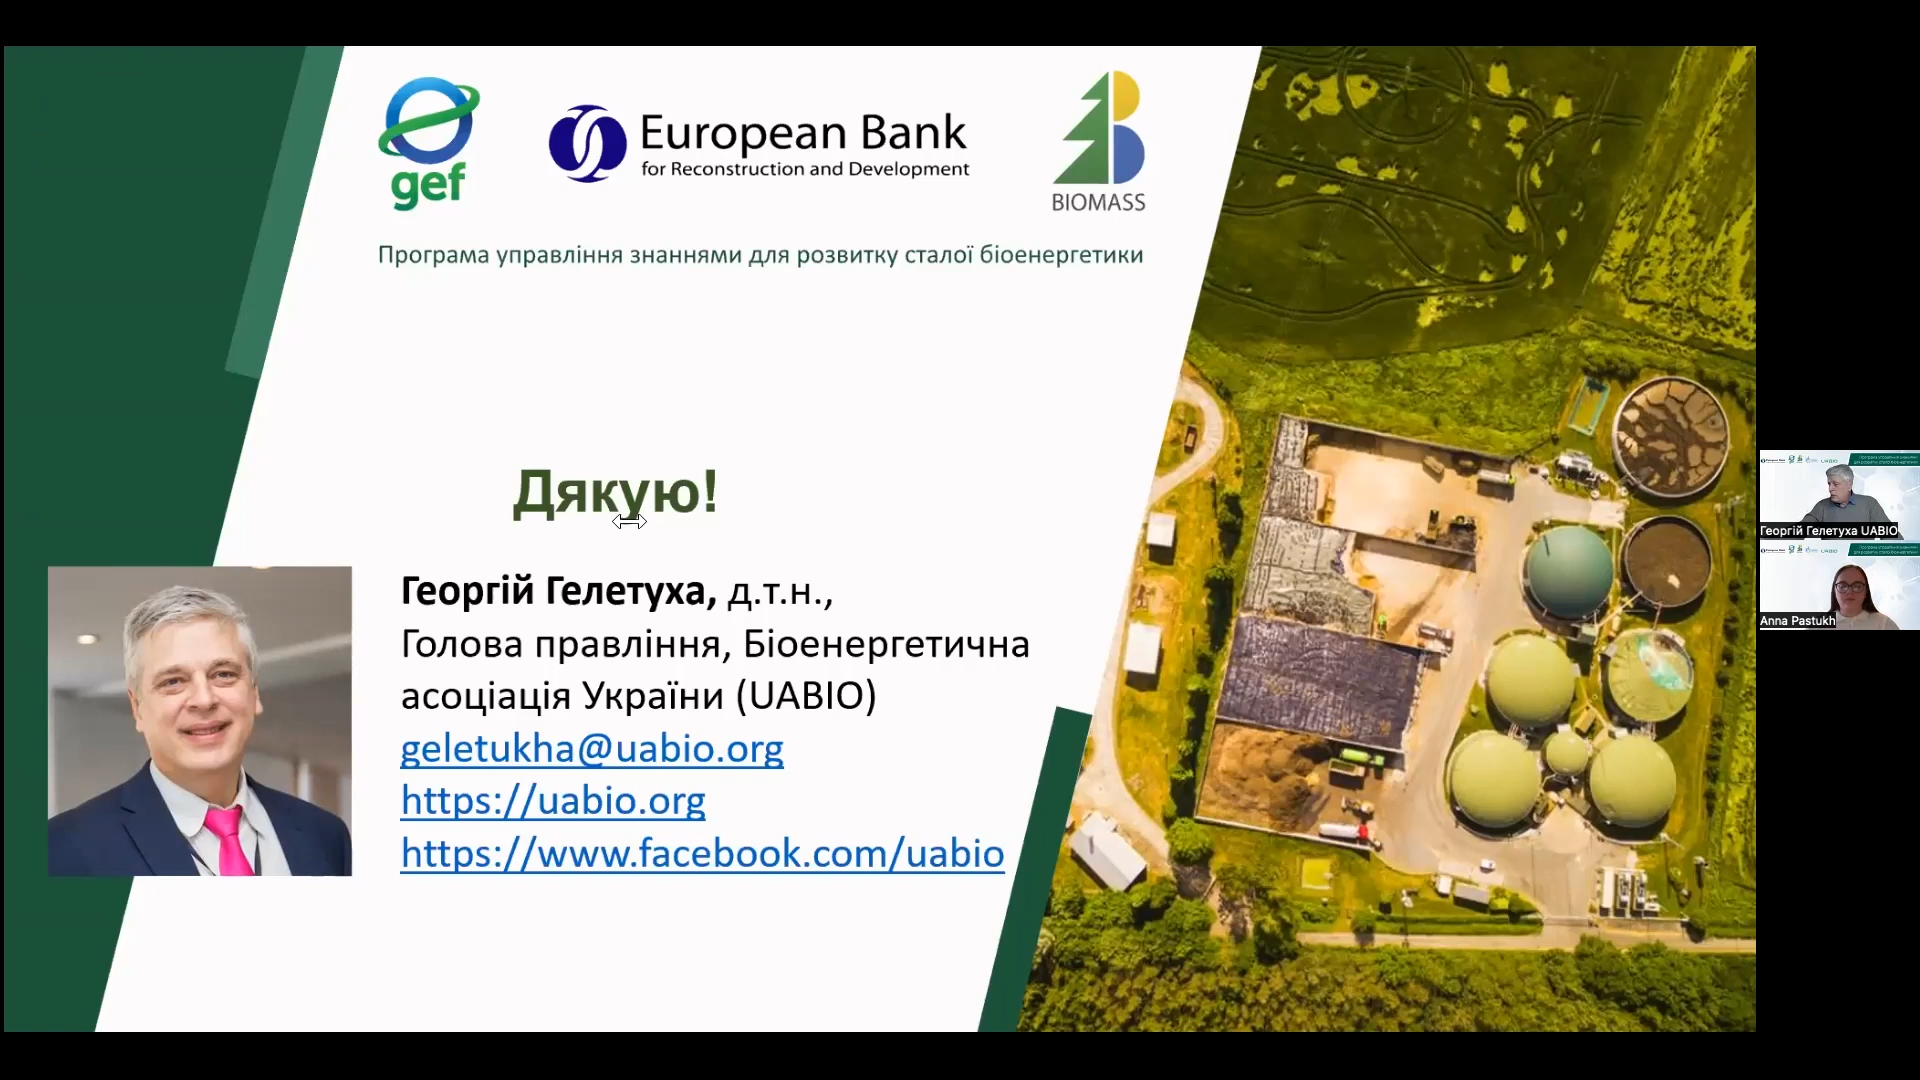 gef
European Bank
for Reconstruction and Development
BIOMASS
Програма управління знаннями для розвитку сталої біоенергетики
Дякую!
Георгій Гелетуха, д.т.н.,
Голова правління, Біоенергетична
асоціація України (UABIO)
geletukha@uabio.org
https://uabio.org
https://www.facebook.com/uabio
Георгій Гелетуха UABIO
Anna Pastukh